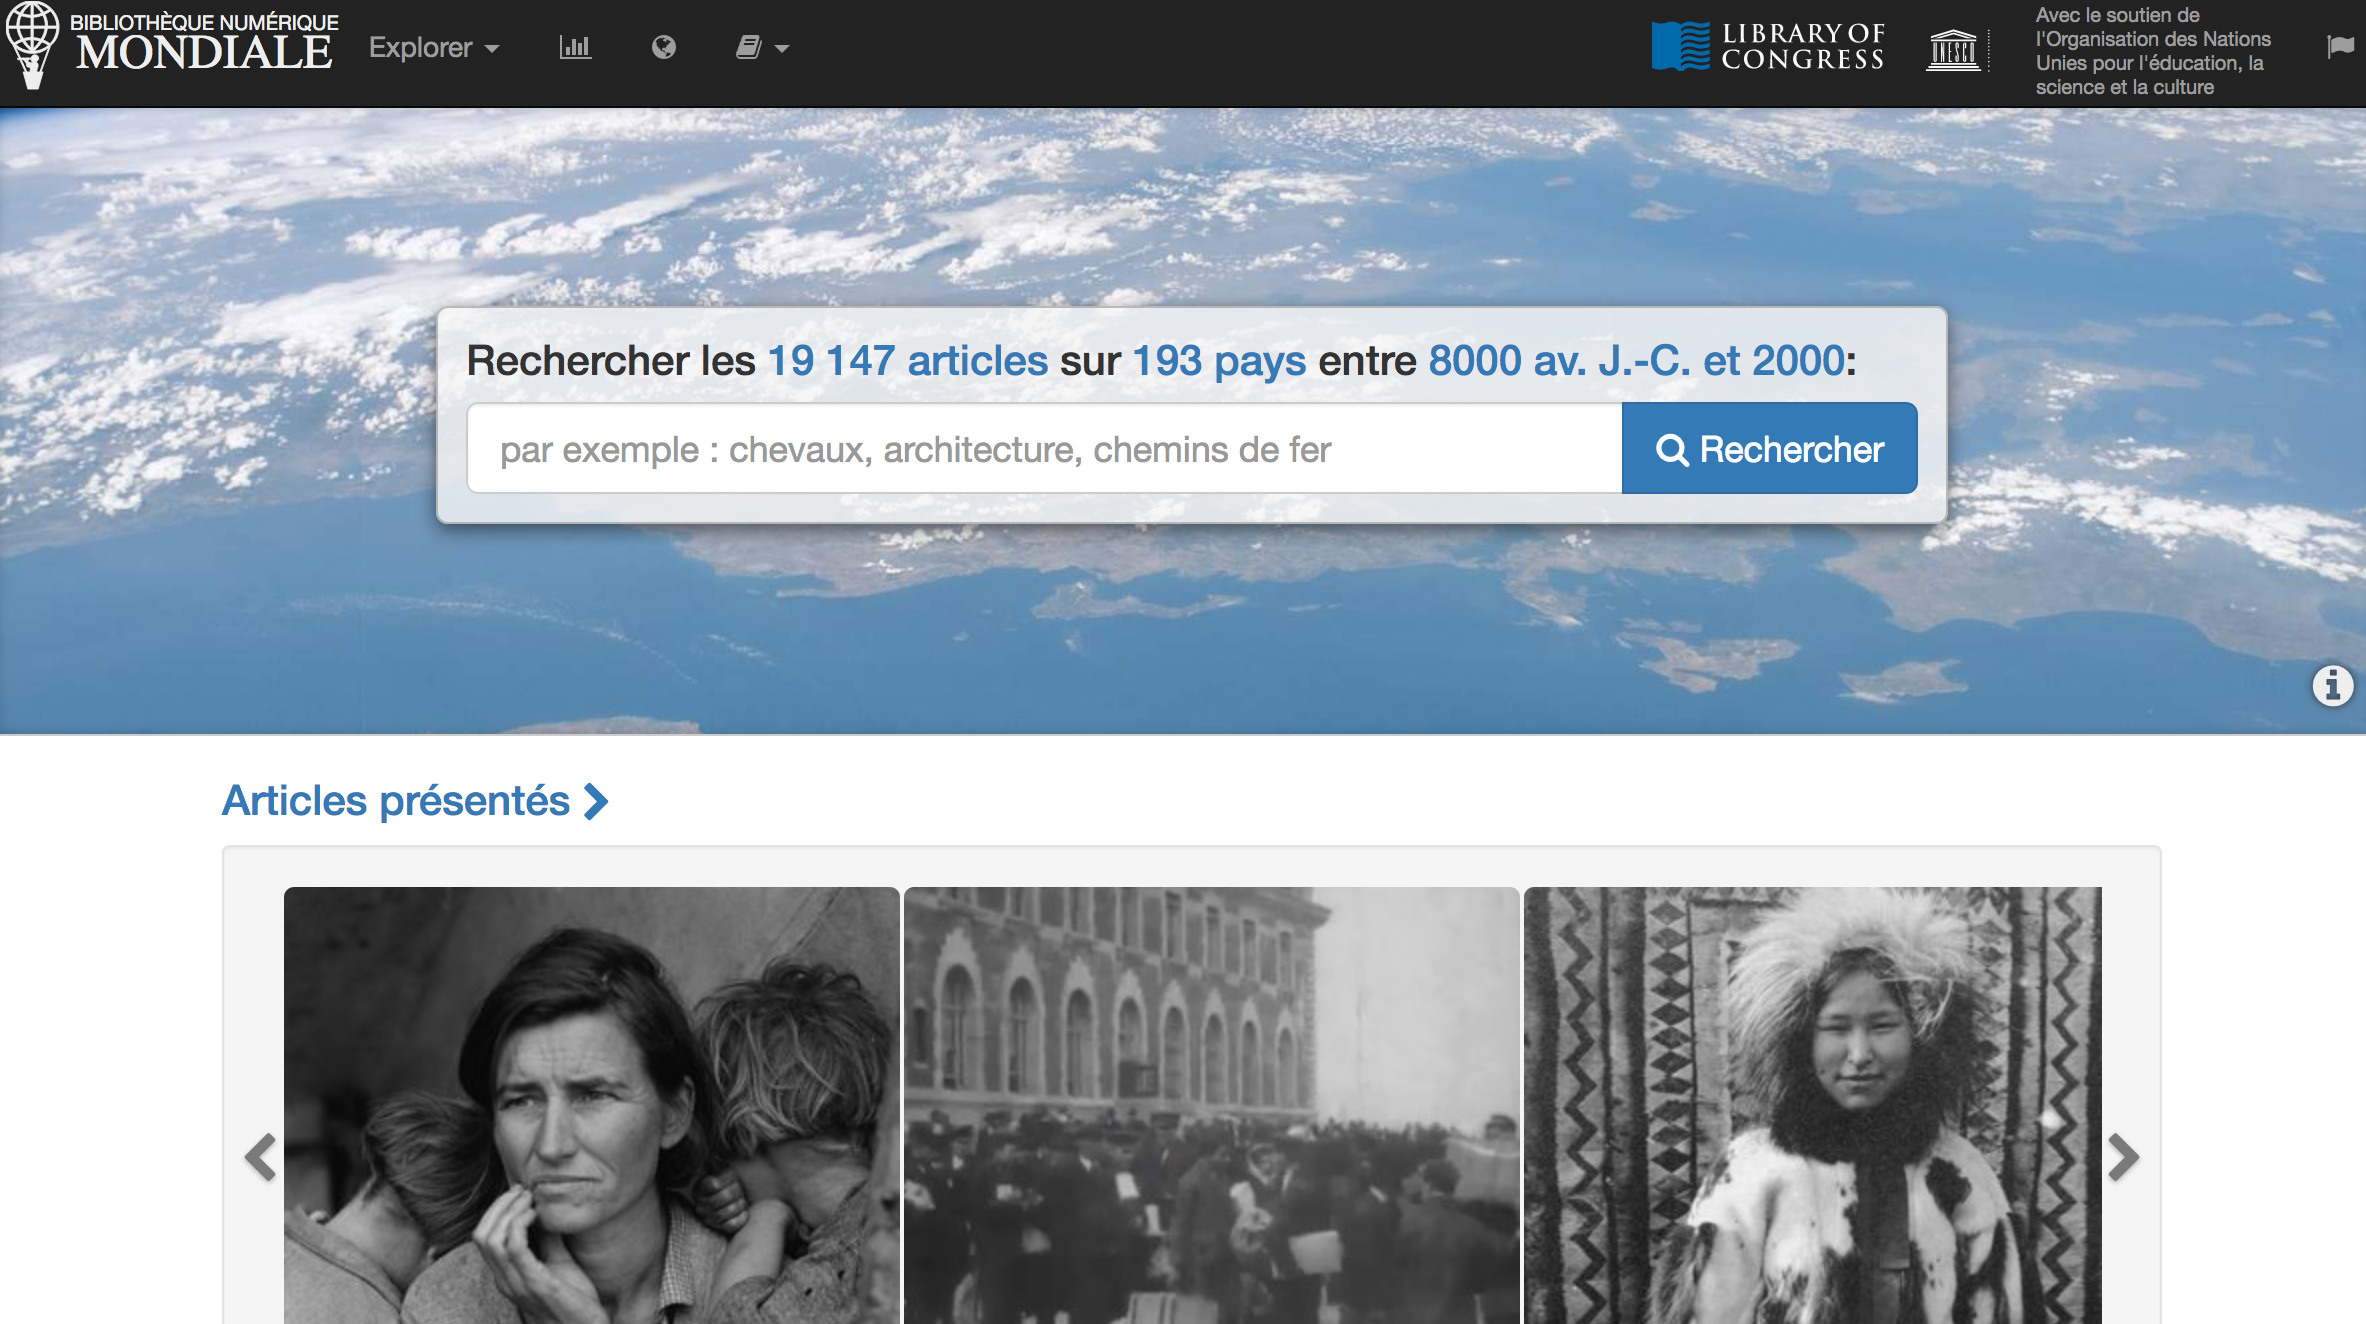 BIBLIOTHÈQUE NUMÉRIQUE
MONDIALE
Explorer
LIBRARY OF
CONGRESS
UNESCO
Avec le soutien de
l'Organisation des Nations
Unies pour l'éducation, la
science et la culture
Rechercher les 19 147 articles sur 193 pays entre 8000 av. J.-C. et 2000:
par exemple : chevaux, architecture, chemins de fer
Rechercher
Articles présentés